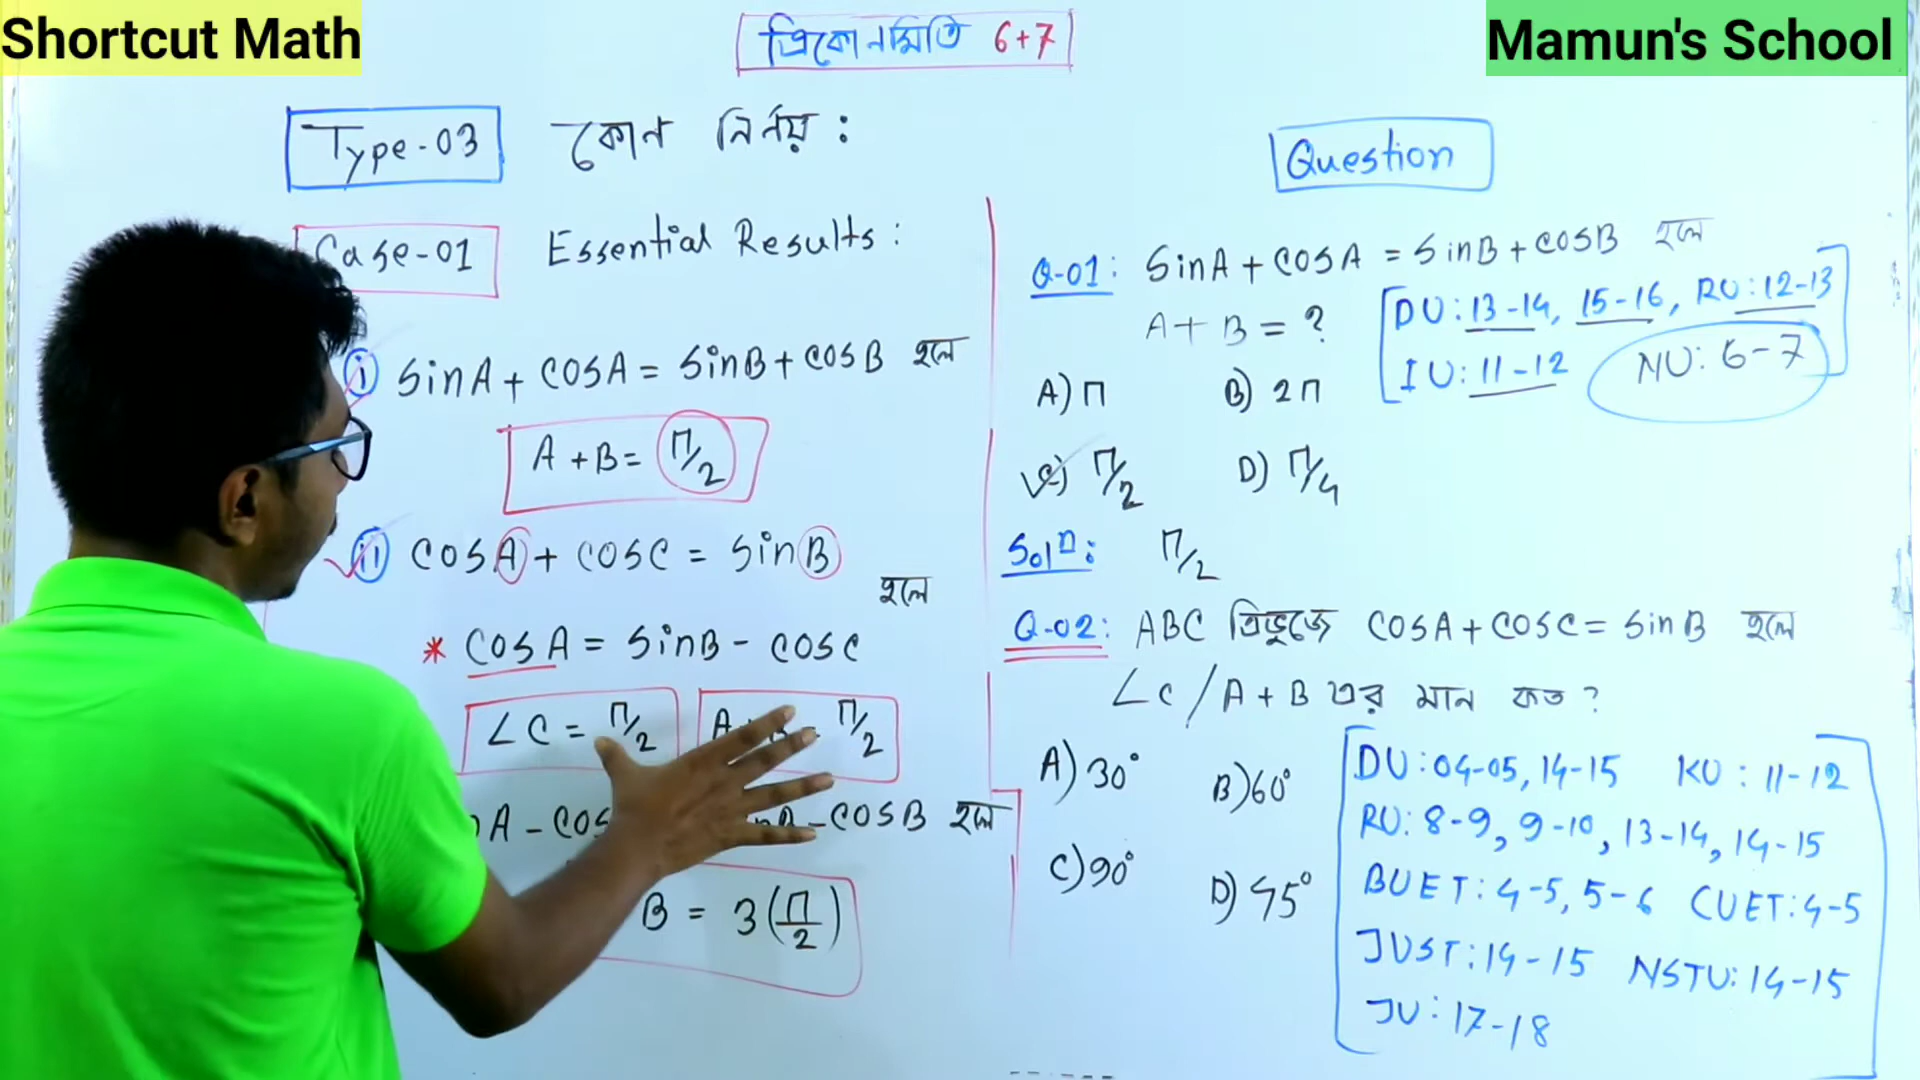 Shortcut Math
ত্রিকোনমিতি 6+7
Mamun's School
Type-03 কোন নির্নয়:
Case-01 Essential Results:
i) sinA + cosA = sinB + cosB হলে
A + B = π/2
ii) cosA + cosC = sinB
হলে
* cosA = sinB - cosC
∠C = π/2
π/2
A - cos
- cosB হলে
B = 3(π/2)
Question
Q-01: sinA + cosA = sinB + cosB হলে
A + B = ?
[DU: 13-14, 15-16, RU: 12-13
IU: 11-12 NU: 6-7]
A) π B) 2π
C) π/2 D) π/4
Solⁿ: π/2
Q-02: ABC ত্রিভুজে cosA + cosC = sinB হলে
∠C / A + B এর মান কত?
A) 30° B) 60°
C) 90° D) 45°
[DU: 04-05, 14-15 KU: 11-12
RU: 8-9, 9-10, 13-14, 14-15
BUET: 4-5, 5-6 CUET: 4-5
JUST: 14-15 NSTU: 14-15
JU: 17-18]